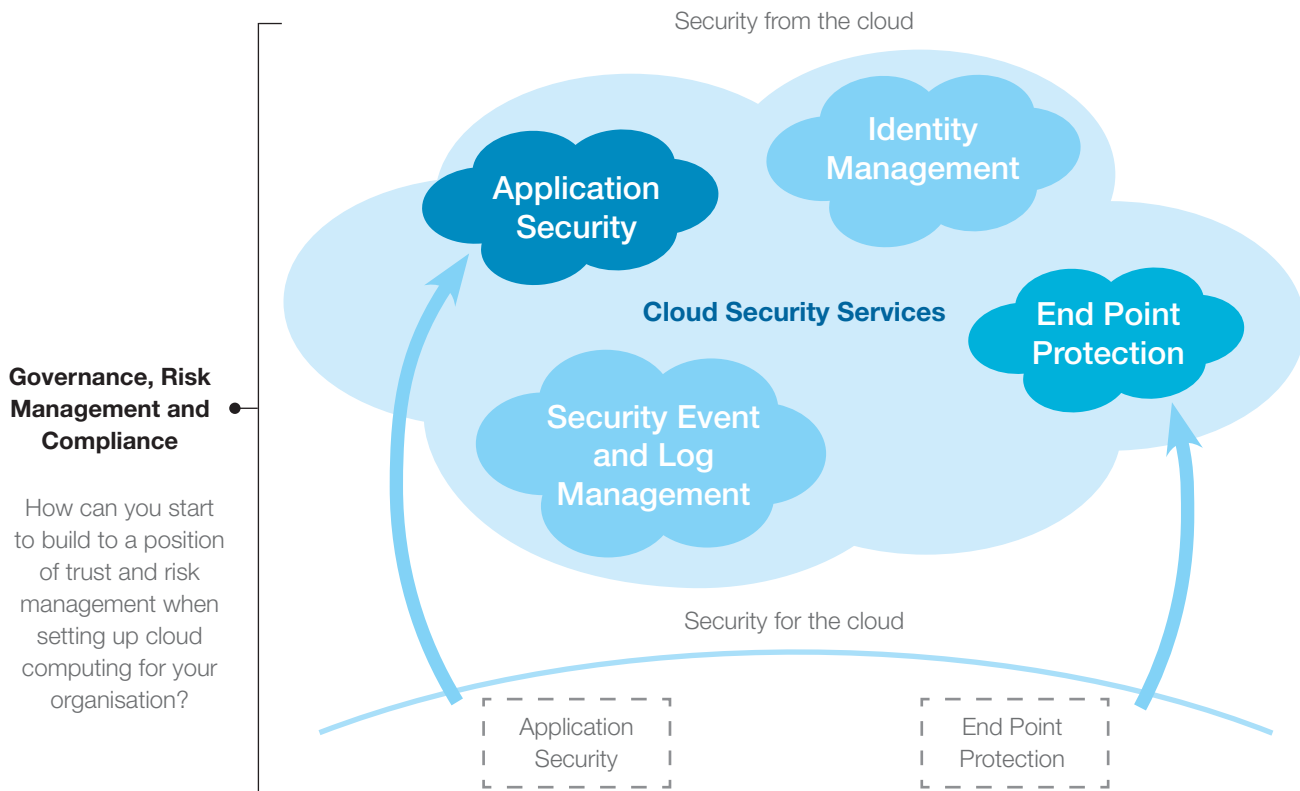 Security from the cloud
Identity
Management
Application
Security
Cloud Security Services
End Point
Protection
Security Event
and Log
Management
Governance, Risk
Management and
Compliance
How can you start
to build to a position
of trust and risk
management when
setting up cloud
computing for your
organisation?
Security for the cloud
Application
Security
End Point
Protection